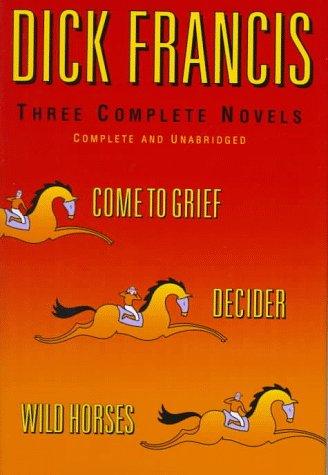 DICK FRANCIS
THREE COMPLETE NOVELS
COMPLETE AND UNABRIDGED
COME TO GRIEF
DECIDER
WILD HORSES